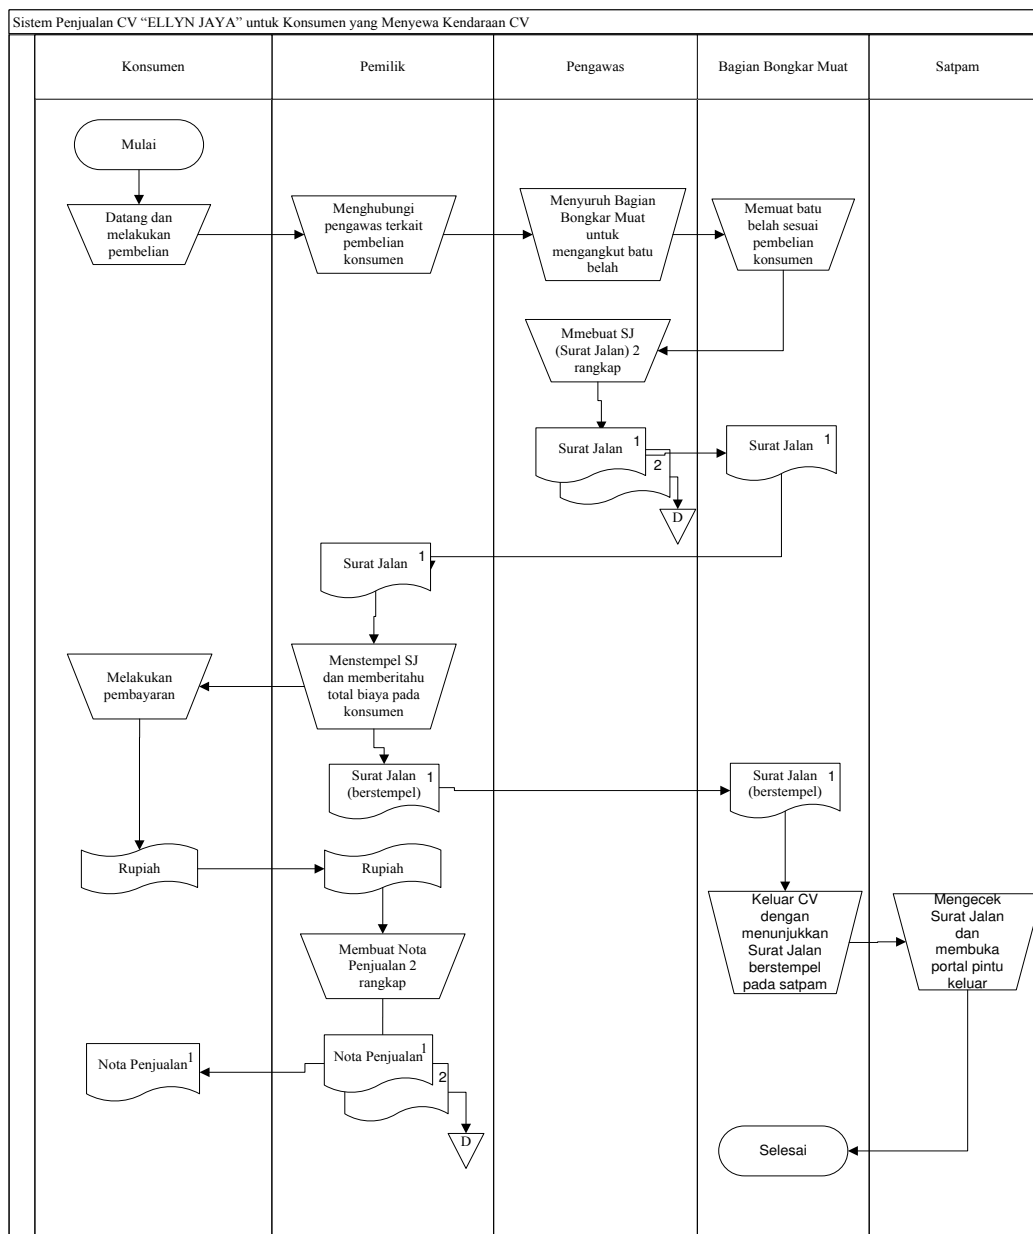 Sistem Penjualan CV “ELLYN JAYA” untuk Konsumen yang Menyewa Kendaraan CV
Konsumen
Pemilik
Pengawas
Bagian Bongkar Muat
Satpam
Mulai
Datang dan
melakukan
pembelian
Menghubungi
pengawas terkait
pembelian
konsumen
Menyuruh Bagian
Bongkar Muat
untuk
mengangkut batu
belah
Memuat batu
belah sesuai
pembelian
konsumen
Mmebuat SJ
(Surat Jalan) 2
rangkap
Surat Jalan
1
2
D
Surat Jalan
1
Surat Jalan
1
Menstempel SJ
dan memberitahu
total biaya pada
konsumen
Melakukan
pembayaran
Surat Jalan
(berstempel)
1
Surat Jalan
(berstempel)
1
Rupiah
Rupiah
Keluar CV
dengan
menunjukkan
Surat Jalan
berstempel
pada satpam
Mengecek
Surat Jalan
dan
membuka
portal pintu
keluar
Membuat Nota
Penjualan 2
rangkap
Nota Penjualan
1
2
D
Nota Penjualan
1
Selesai